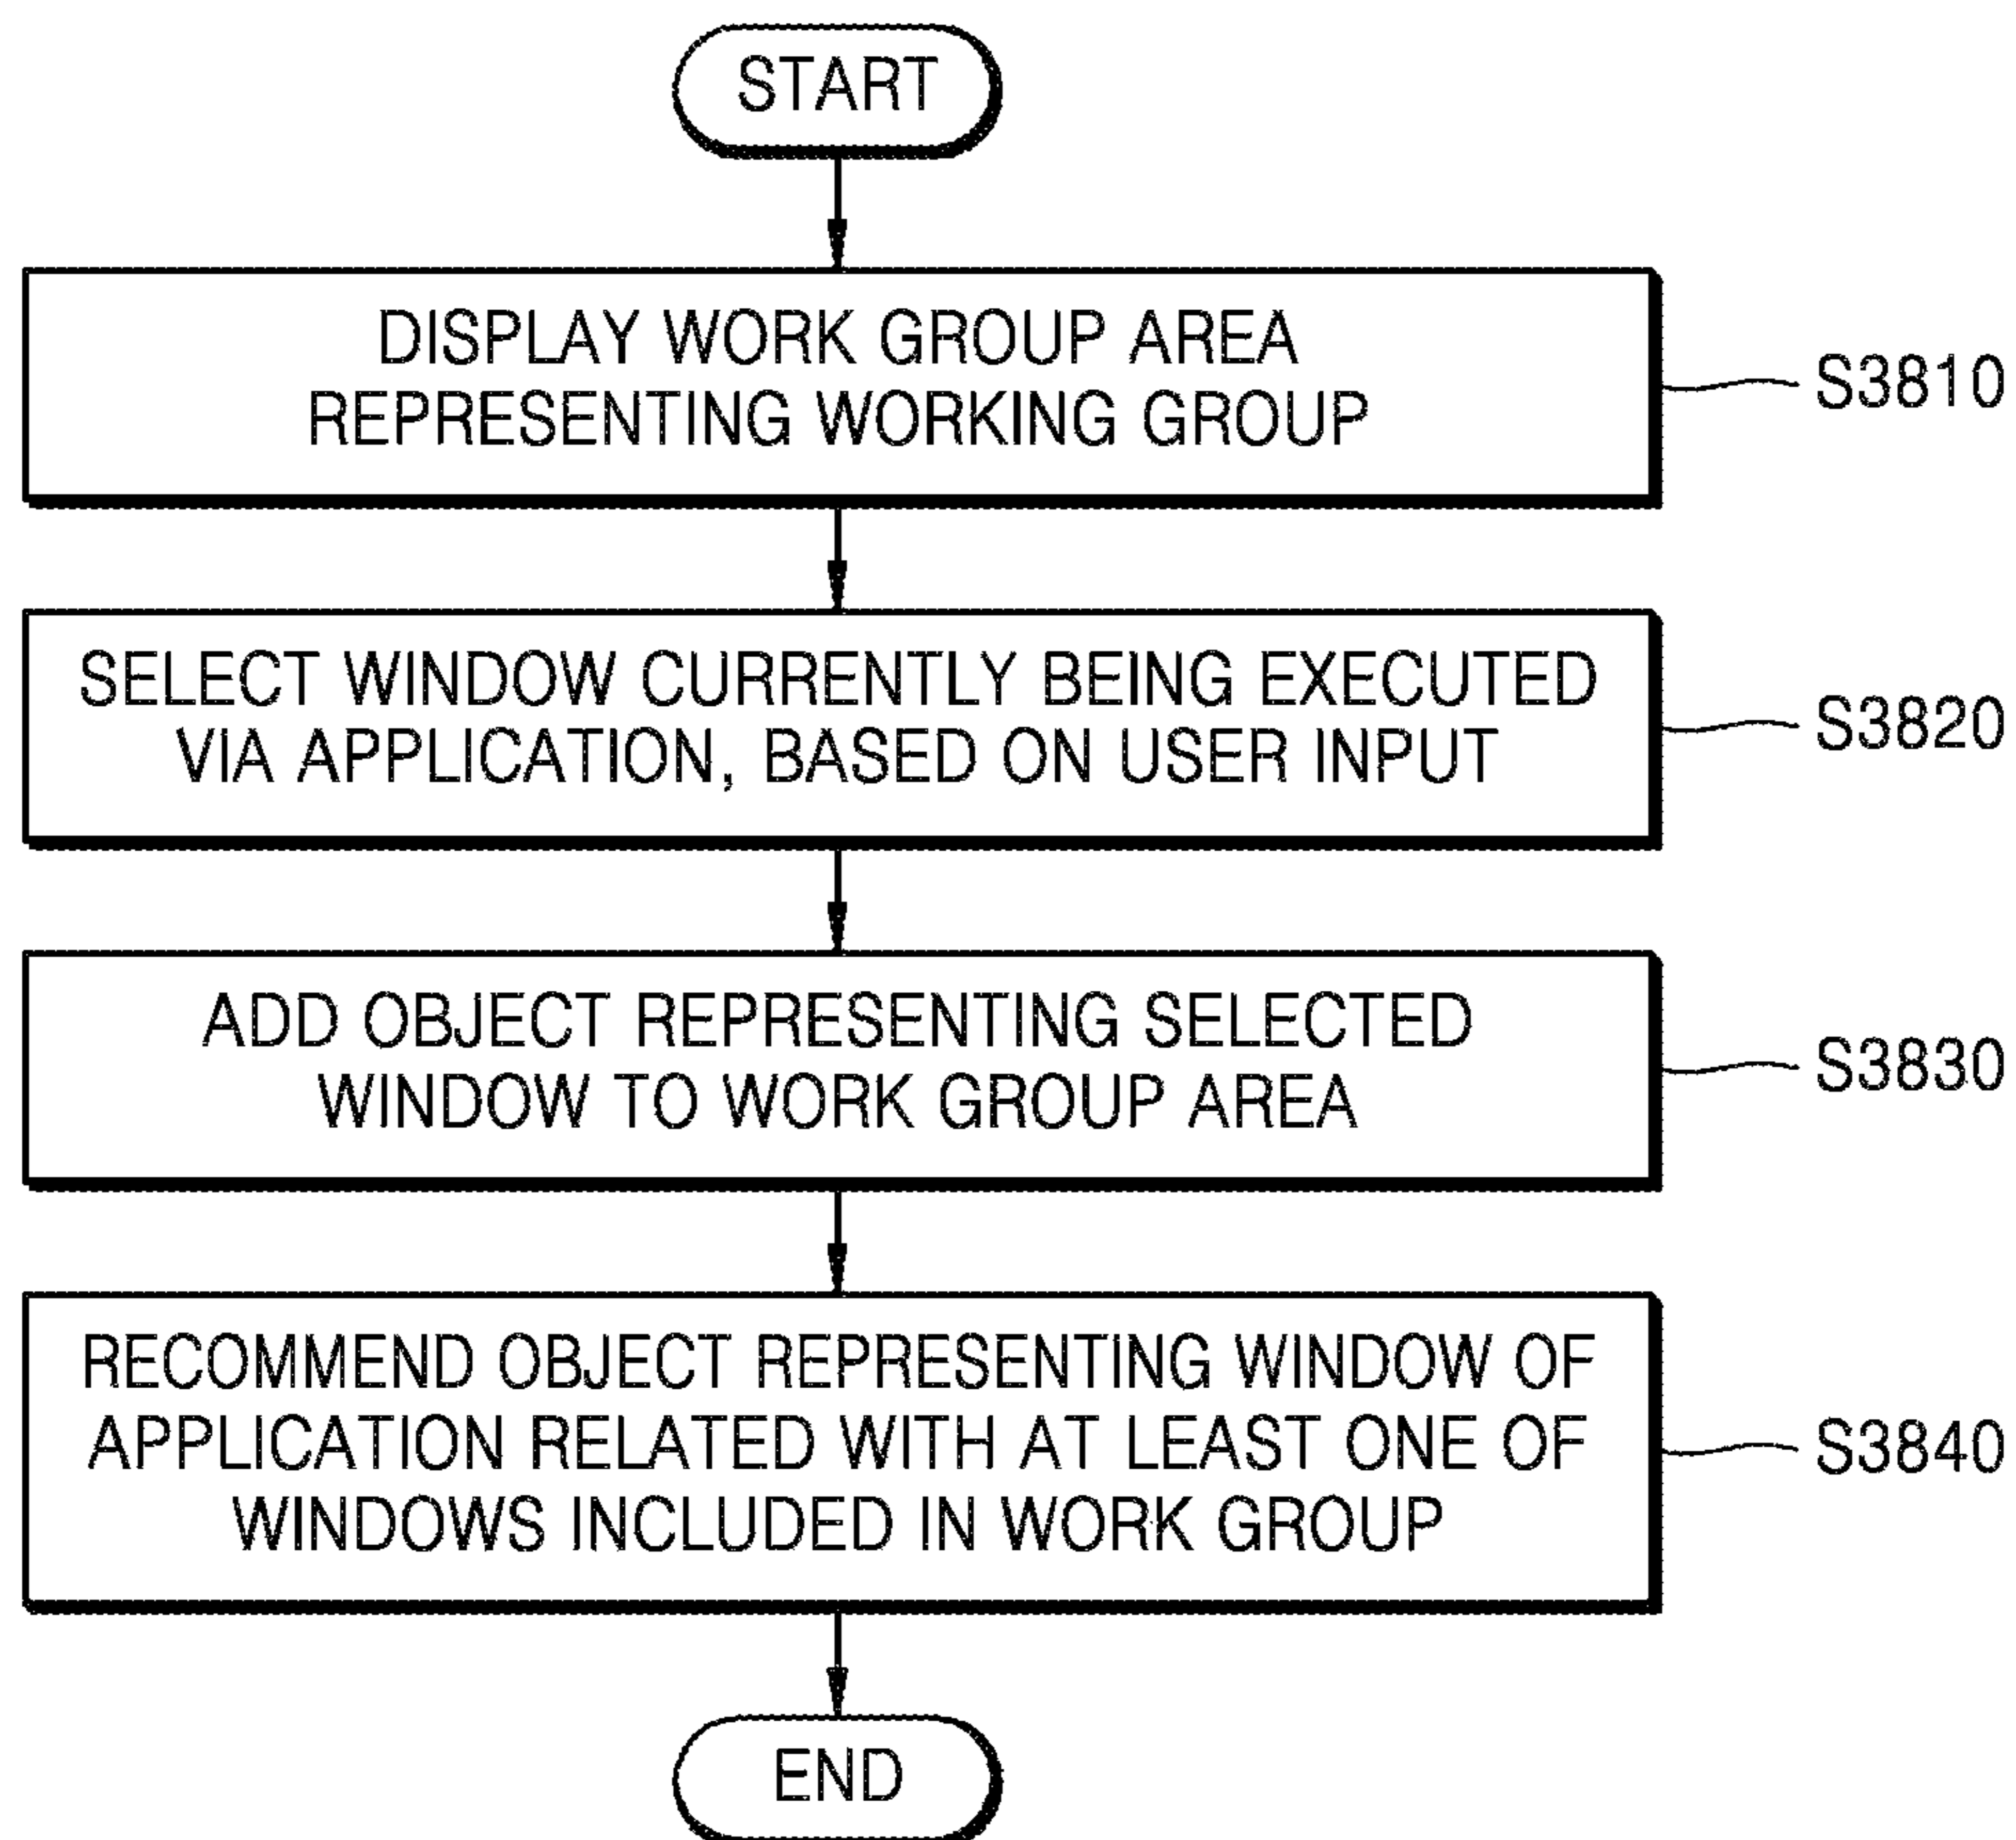 START
DISPLAY WORK GROUP AREA
REPRESENTING WORKING GROUP
S3810
SELECT WINDOW CURRENTLY BEING EXECUTED
VIA APPLICATION, BASED ON USER INPUT
S3820
ADD OBJECT REPRESENTING SELECTED
WINDOW TO WORK GROUP AREA
S3830
RECOMMEND OBJECT REPRESENTING WINDOW OF
APPLICATION RELATED WITH AT LEAST ONE OF
WINDOWS INCLUDED IN WORK GROUP
S3840
END